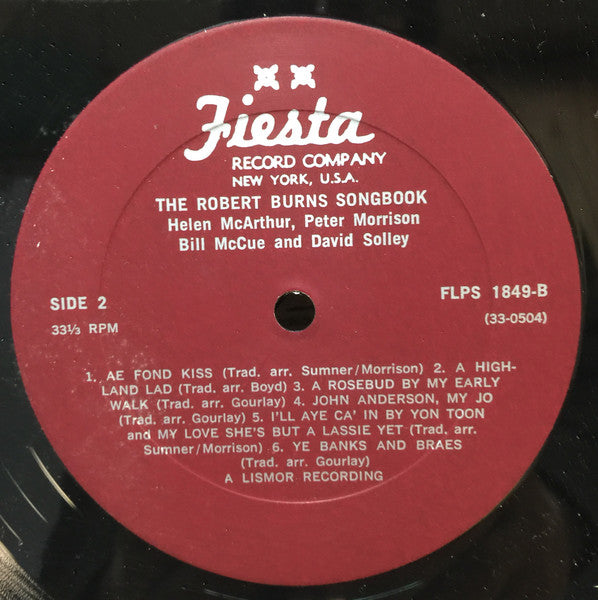 Fiesta
RECORD COMPANY
NEW YORK, U.S.A.
THE ROBERT BURNS SONGBOOK
Helen McArthur, Peter Morrison
Bill McCue and David Solley
SIDE 2
33⅓ RPM
FLPS 1849-B
(33-0504)
1. AE FOND KISS (Trad. arr. Sumner/Morrison) 2. A HIGH-
LAND LAD (Trad. arr. Boyd) 3. A ROSEBUD BY MY EARLY
WALK (Trad. arr. Gourlay) 4. JOHN ANDERSON, MY JO
(Trad. arr. Gourlay) 5. I'LL AYE CA' IN BY YON TOON
and MY LOVE SHE'S BUT A LASSIE YET (Trad. arr.
Sumner/Morrison) 6. YE BANKS AND BRAES
(Trad. arr. Gourlay)
A LISMOR RECORDING